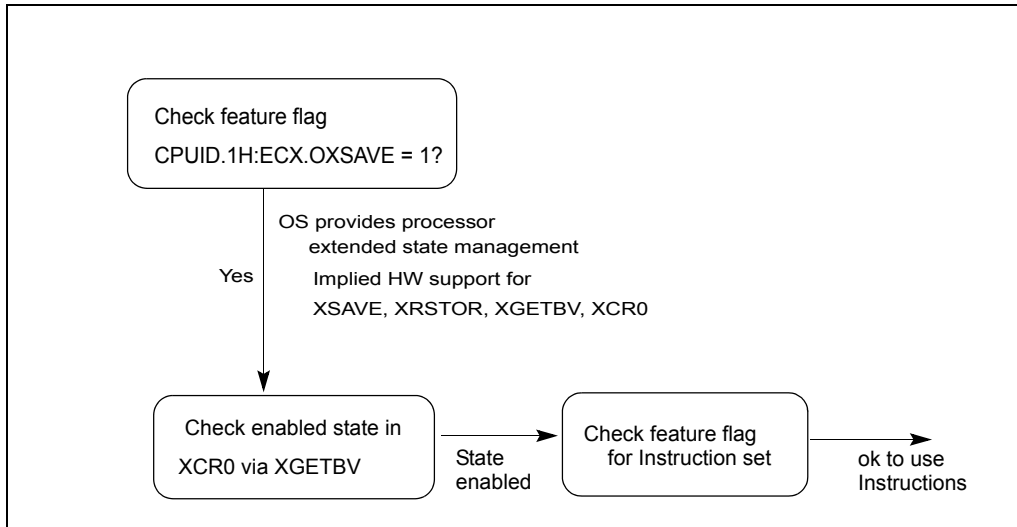 Check feature flag
CPUID.1H:ECX.OXSAVE = 1?
OS provides processor
extended state management
Yes
Implied HW support for
XSAVE, XRSTOR, XGETBV, XCR0
Check enabled state in
XCR0 via XGETBV
State
enabled
Check feature flag
for Instruction set
ok to use
Instructions